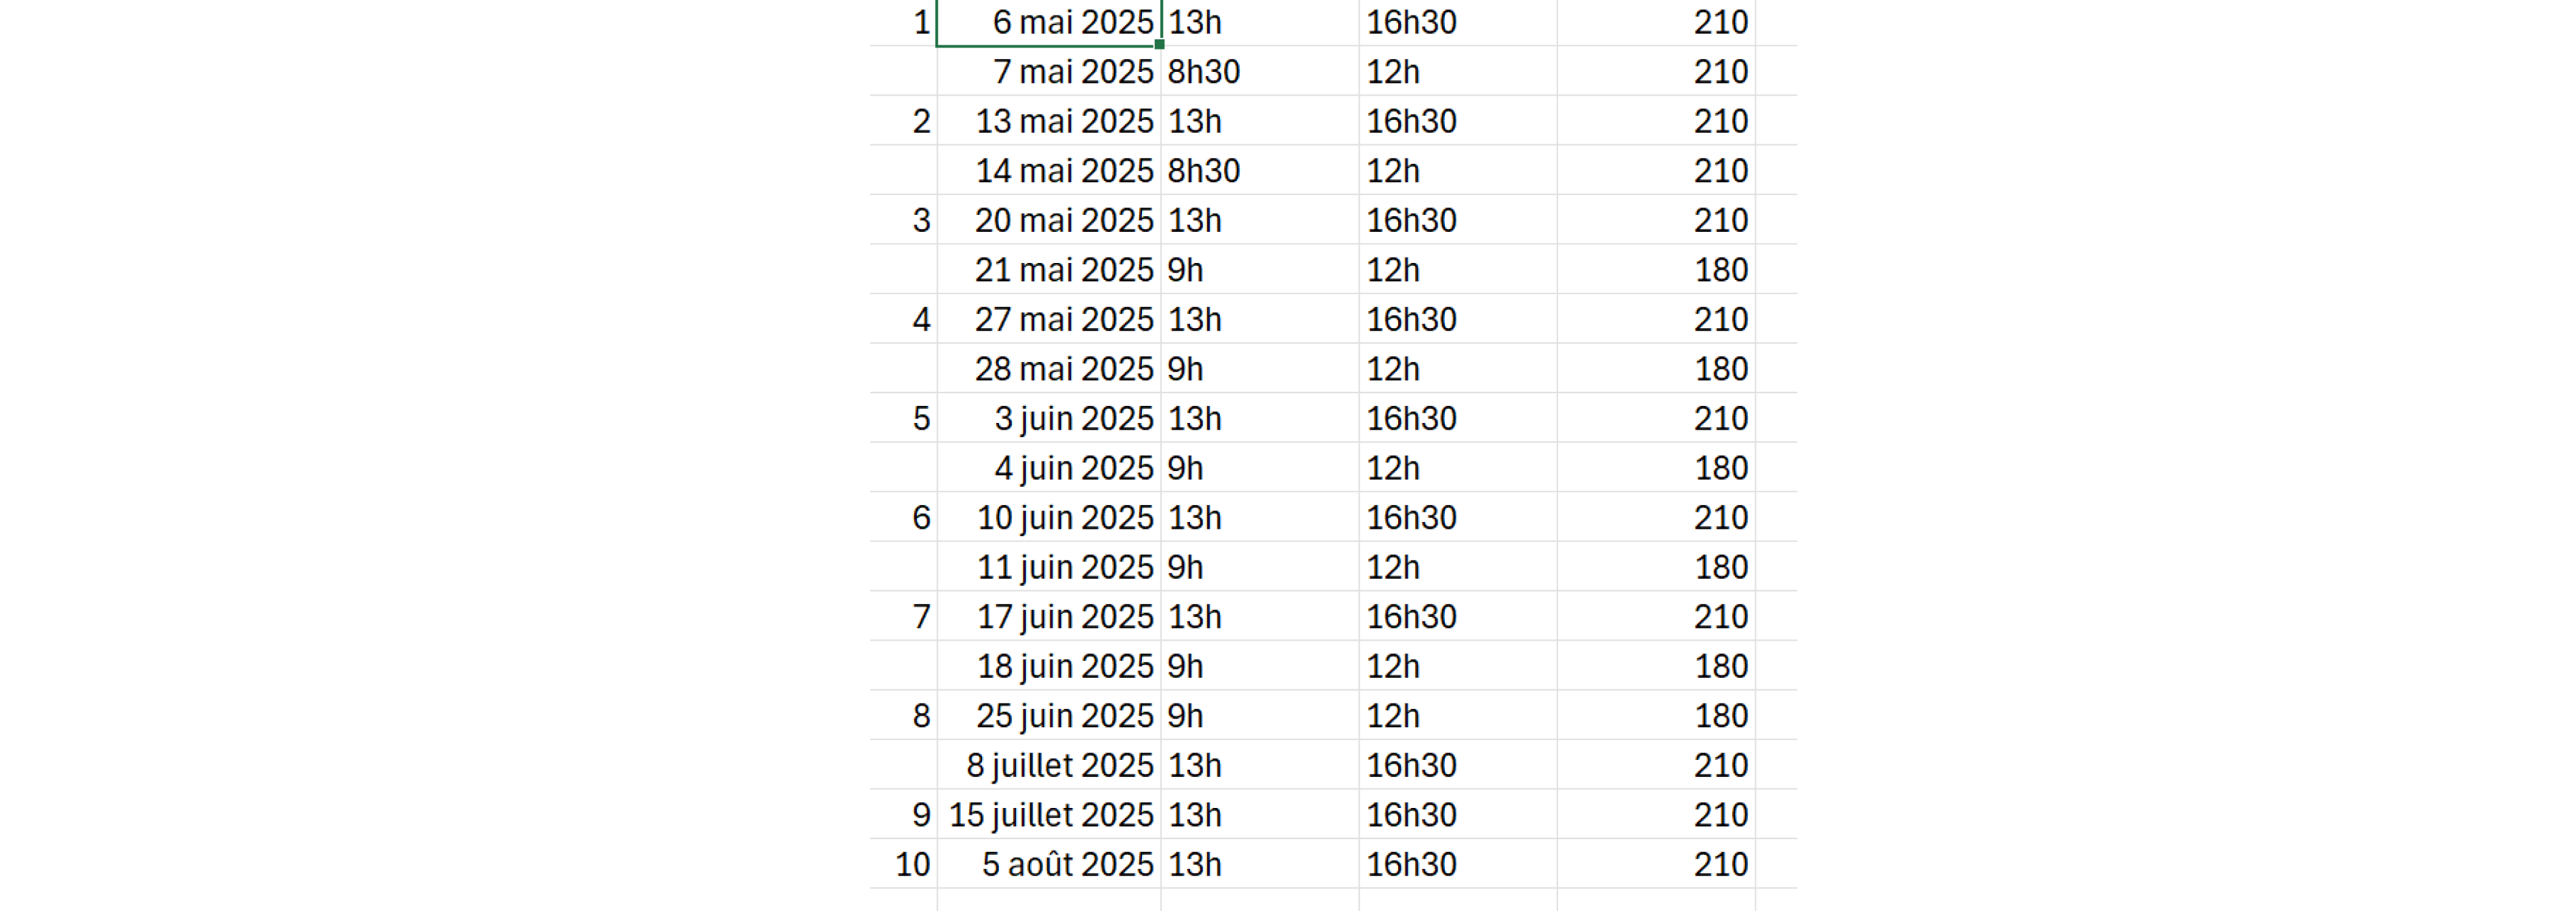 1 6 mai 2025 13h 16h30 210
7 mai 2025 8h30 12h 210
2 13 mai 2025 13h 16h30 210
14 mai 2025 8h30 12h 210
3 20 mai 2025 13h 16h30 210
21 mai 2025 9h 12h 180
4 27 mai 2025 13h 16h30 210
28 mai 2025 9h 12h 180
5 3 juin 2025 13h 16h30 210
4 juin 2025 9h 12h 180
6 10 juin 2025 13h 16h30 210
11 juin 2025 9h 12h 180
7 17 juin 2025 13h 16h30 210
18 juin 2025 9h 12h 180
8 25 juin 2025 9h 12h 180
8 juillet 2025 13h 16h30 210
9 15 juillet 2025 13h 16h30 210
10 5 août 2025 13h 16h30 210